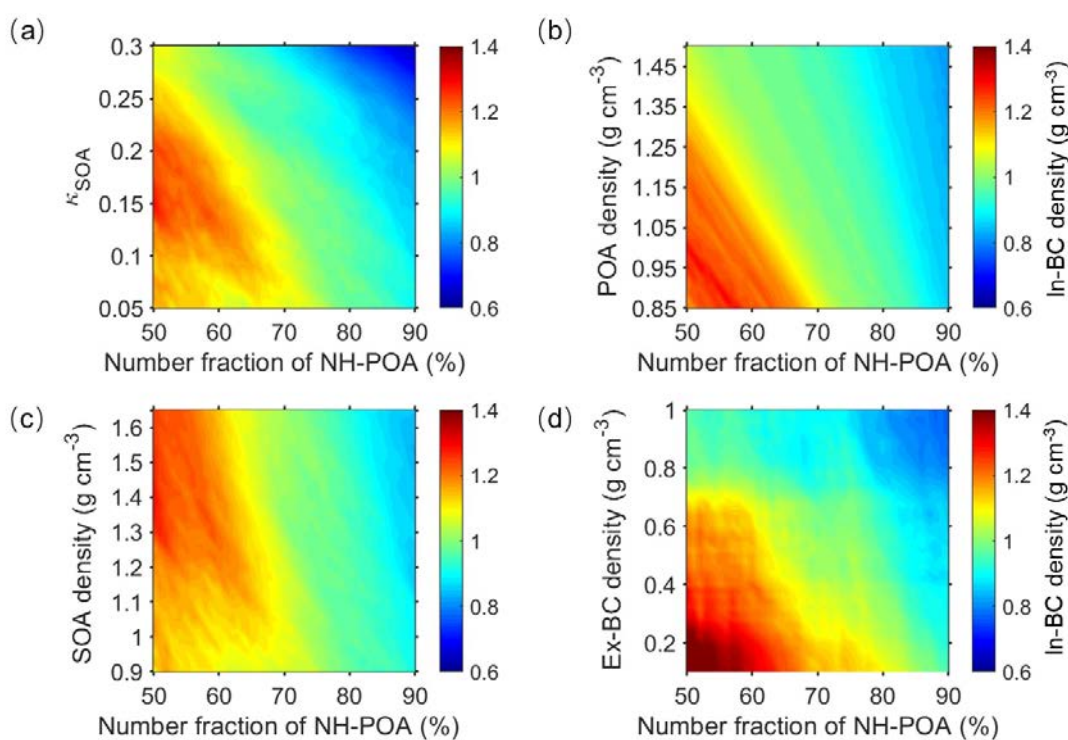 (a)
0.3
0.25
0.2
0.15
0.1
0.05
κSOA
50 60 70 80 90
Number fraction of NH-POA (%)
1.4
1.2
1
0.8
0.6
(b)
1.45
1.35
1.25
1.15
1.05
0.95
0.85
POA density (g cm⁻³)
50 60 70 80 90
Number fraction of NH-POA (%)
1.4
1.2
1
0.8
0.6
In-BC density (g cm⁻³)
(c)
1.6
1.5
1.4
1.3
1.2
1.1
1
0.9
SOA density (g cm⁻³)
50 60 70 80 90
Number fraction of NH-POA (%)
1.4
1.2
1
0.8
0.6
(d)
1
0.8
0.6
0.4
0.2
Ex-BC density (g cm⁻³)
50 60 70 80 90
Number fraction of NH-POA (%)
1.4
1.2
1
0.8
0.6
In-BC density (g cm⁻³)